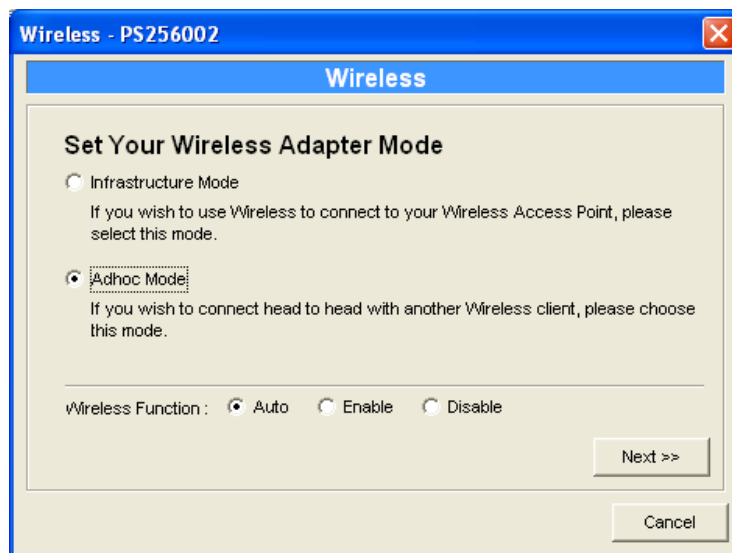 Wireless - PS256002
Wireless
Set Your Wireless Adapter Mode
Infrastructure Mode
If you wish to use Wireless to connect to your Wireless Access Point, please
select this mode.
Adhoc Mode
If you wish to connect head to head with another Wireless client, please choose
this mode.
Wireless Function : Auto Enable Disable
Next >>
Cancel